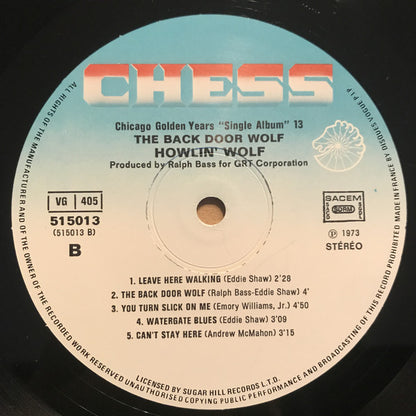 CHESS
Chicago Golden Years "Single Album" 13
THE BACK DOOR WOLF
HOWLIN' WOLF
Produced by Ralph Bass for GRT Corporation
VG 405
515013
(515013 B)
B
SACEM
SACD
SDRM
SGDL
℗ 1973
STÉRÉO
1. LEAVE HERE WALKING (Eddie Shaw) 2'28
2. THE BACK DOOR WOLF (Ralph Bass-Eddie Shaw) 4'
3. YOU TURN SLICK ON ME (Emory Williams, Jr.) 4'50
4. WATERGATE BLUES (Eddie Shaw) 3'09
5. CAN'T STAY HERE (Andrew McMahon) 3'15
LICENSED BY SUGAR HILL RECORDS L.T.D.
ALL RIGHTS OF THE MANUFACTURER AND OF THE OWNER OF THE RECORDED WORK RESERVED UNAUTHORISED COPYING PUBLIC PERFORMANCE AND BROADCASTING OF THIS RECORD PROHIBITED
MADE IN FRANCE BY DISQUES VOGUE P.I.P.